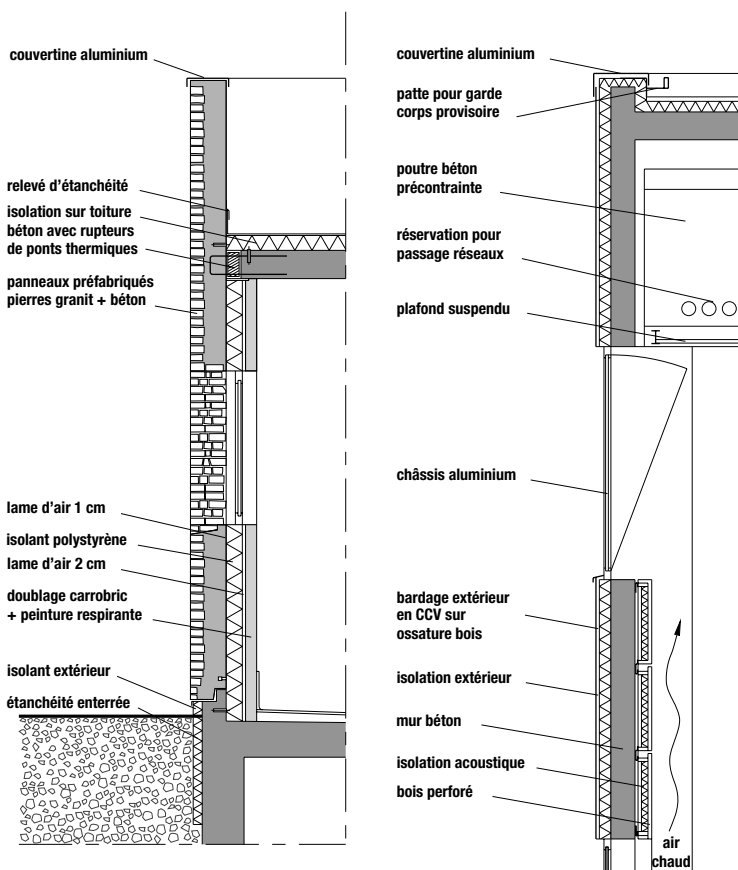 couvertine aluminium
relevé d’étanchéité
isolation sur toiture
béton avec rupteurs
de ponts thermiques
panneaux préfabriqués
pierres granit + béton
lame d’air 1 cm
isolant polystyrène
lame d’air 2 cm
doublage carrobric
+ peinture respirante
isolant extérieur
étanchéité enterrée
couvertine aluminium
patte pour garde
corps provisoire
poutre béton
précontrainte
réservation pour
passage réseaux
plafond suspendu
châssis aluminium
bardage extérieur
en CCV sur
ossature bois
isolation extérieur
mur béton
isolation acoustique
bois perforé
air
chaud